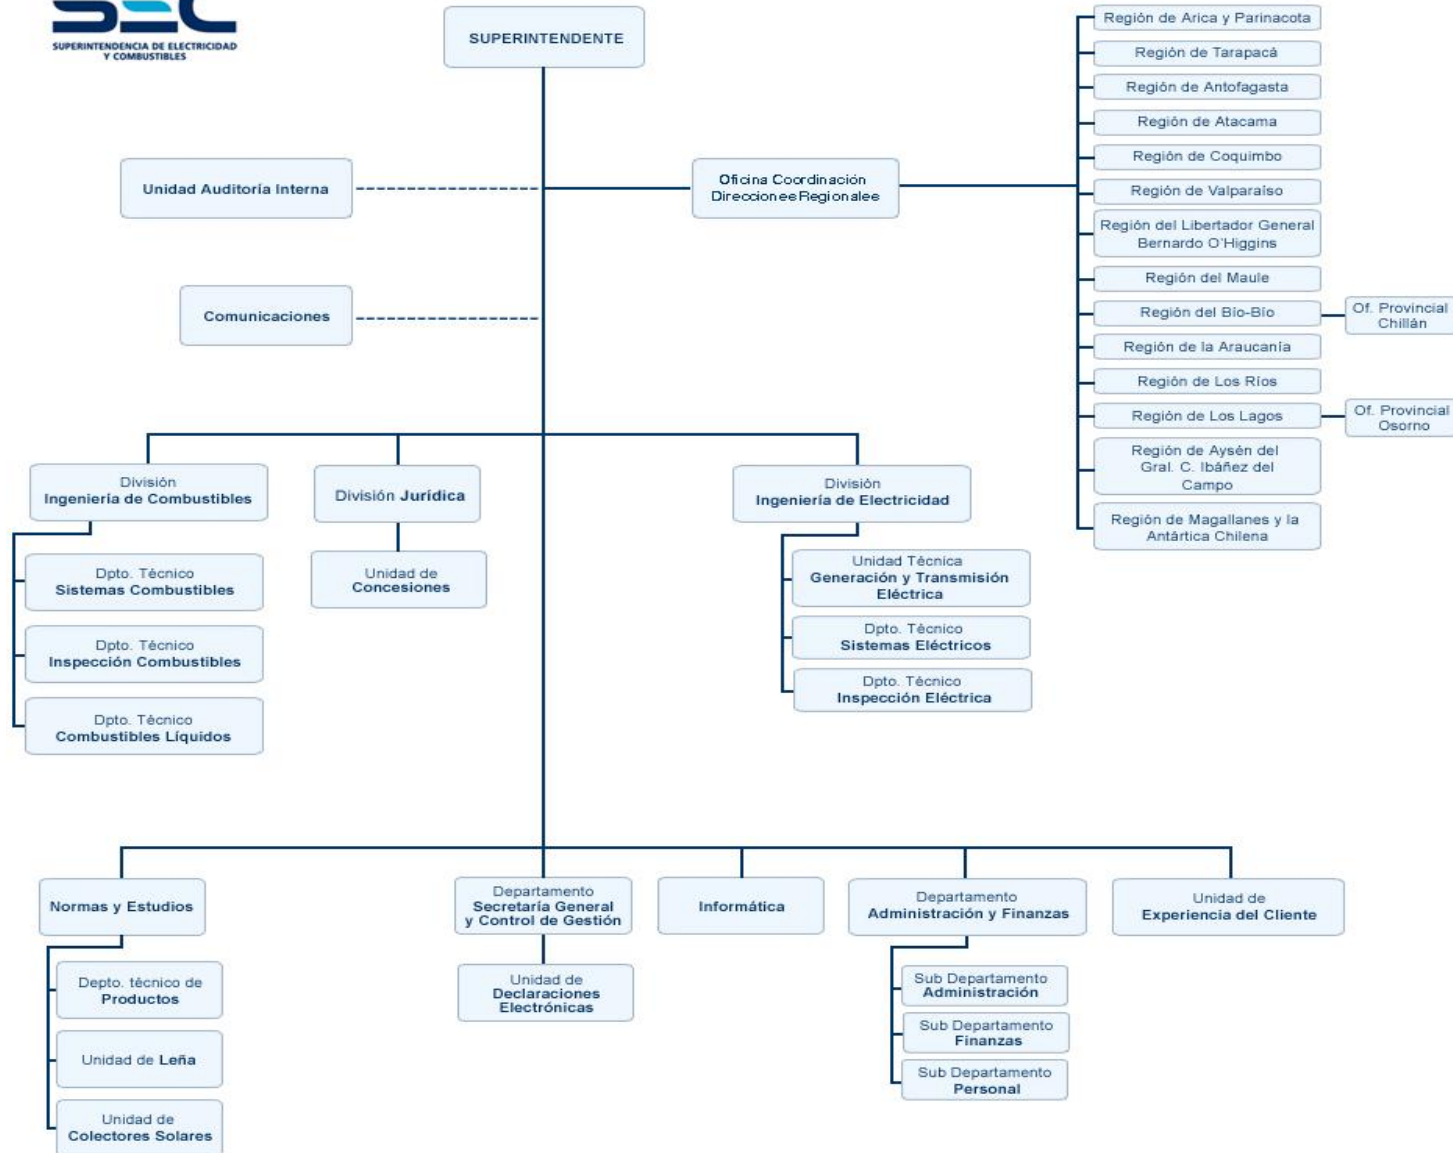 SEC
SUPERINTENDENCIA DE ELECTRICIDAD
Y COMBUSTIBLES
SUPERINTENDENTE
Unidad Auditoría Interna
Comunicaciones
Oficina Coordinación
DireccioneeRegionalee
Región de Arica y Parinacota
Región de Tarapacá
Región de Antofagasta
Región de Atacama
Región de Coquimbo
Región de Valparaíso
Región del Libertador General
Bernardo O'Higgins
Región del Maule
Región del Bío-Bío
Of. Provincial
Chillán
Región de la Araucanía
Región de Los Ríos
Región de Los Lagos
Of. Provincial
Osorno
Región de Aysén del
Gral. C. Ibáñez del
Campo
Región de Magallanes y la
Antártica Chilena
División
Ingeniería de Combustibles
Dpto. Técnico
Sistemas Combustibles
Dpto. Técnico
Inspección Combustibles
Dpto. Técnico
Combustibles Líquidos
División Jurídica
Unidad de
Concesiones
División
Ingeniería de Electricidad
Unidad Técnica
Generación y Transmisión
Eléctrica
Dpto. Técnico
Sistemas Eléctricos
Dpto. Técnico
Inspección Eléctrica
Normas y Estudios
Depto. técnico de
Productos
Unidad de Leña
Unidad de
Colectores Solares
Departamento
Secretaría General
y Control de Gestión
Unidad de
Declaraciones
Electrónicas
Informática
Departamento
Administración y Finanzas
Sub Departamento
Administración
Sub Departamento
Finanzas
Sub Departamento
Personal
Unidad de
Experiencia del Cliente